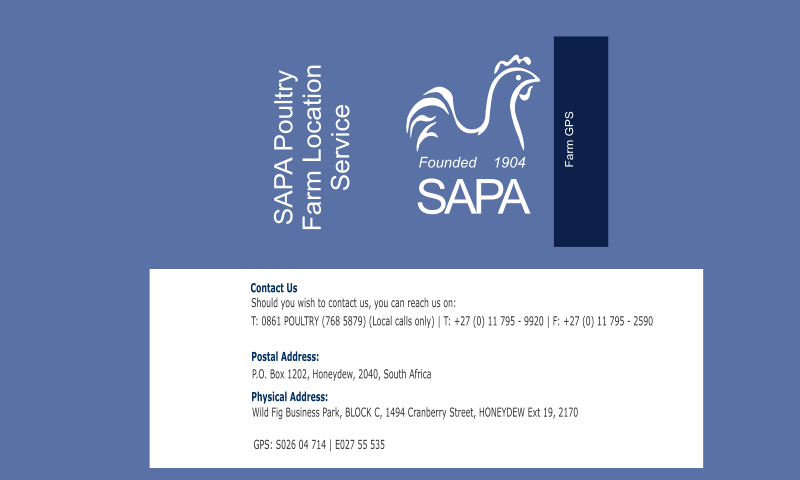 SAPA Poultry
Farm Location
Service
Founded 1904
SAPA
Farm GPS
Contact Us
Should you wish to contact us, you can reach us on:
T: 0861 POULTRY (768 5879) (Local calls only) | T: +27 (0) 11 795 - 9920 | F: +27 (0) 11 795 - 2590
Postal Address:
P.O. Box 1202, Honeydew, 2040, South Africa
Physical Address:
Wild Fig Business Park, BLOCK C, 1494 Cranberry Street, HONEYDEW Ext 19, 2170
GPS: S026 04 714 | E027 55 535